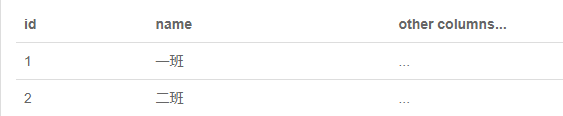 id name other columns...
1 一班 ...
2 二班 ...